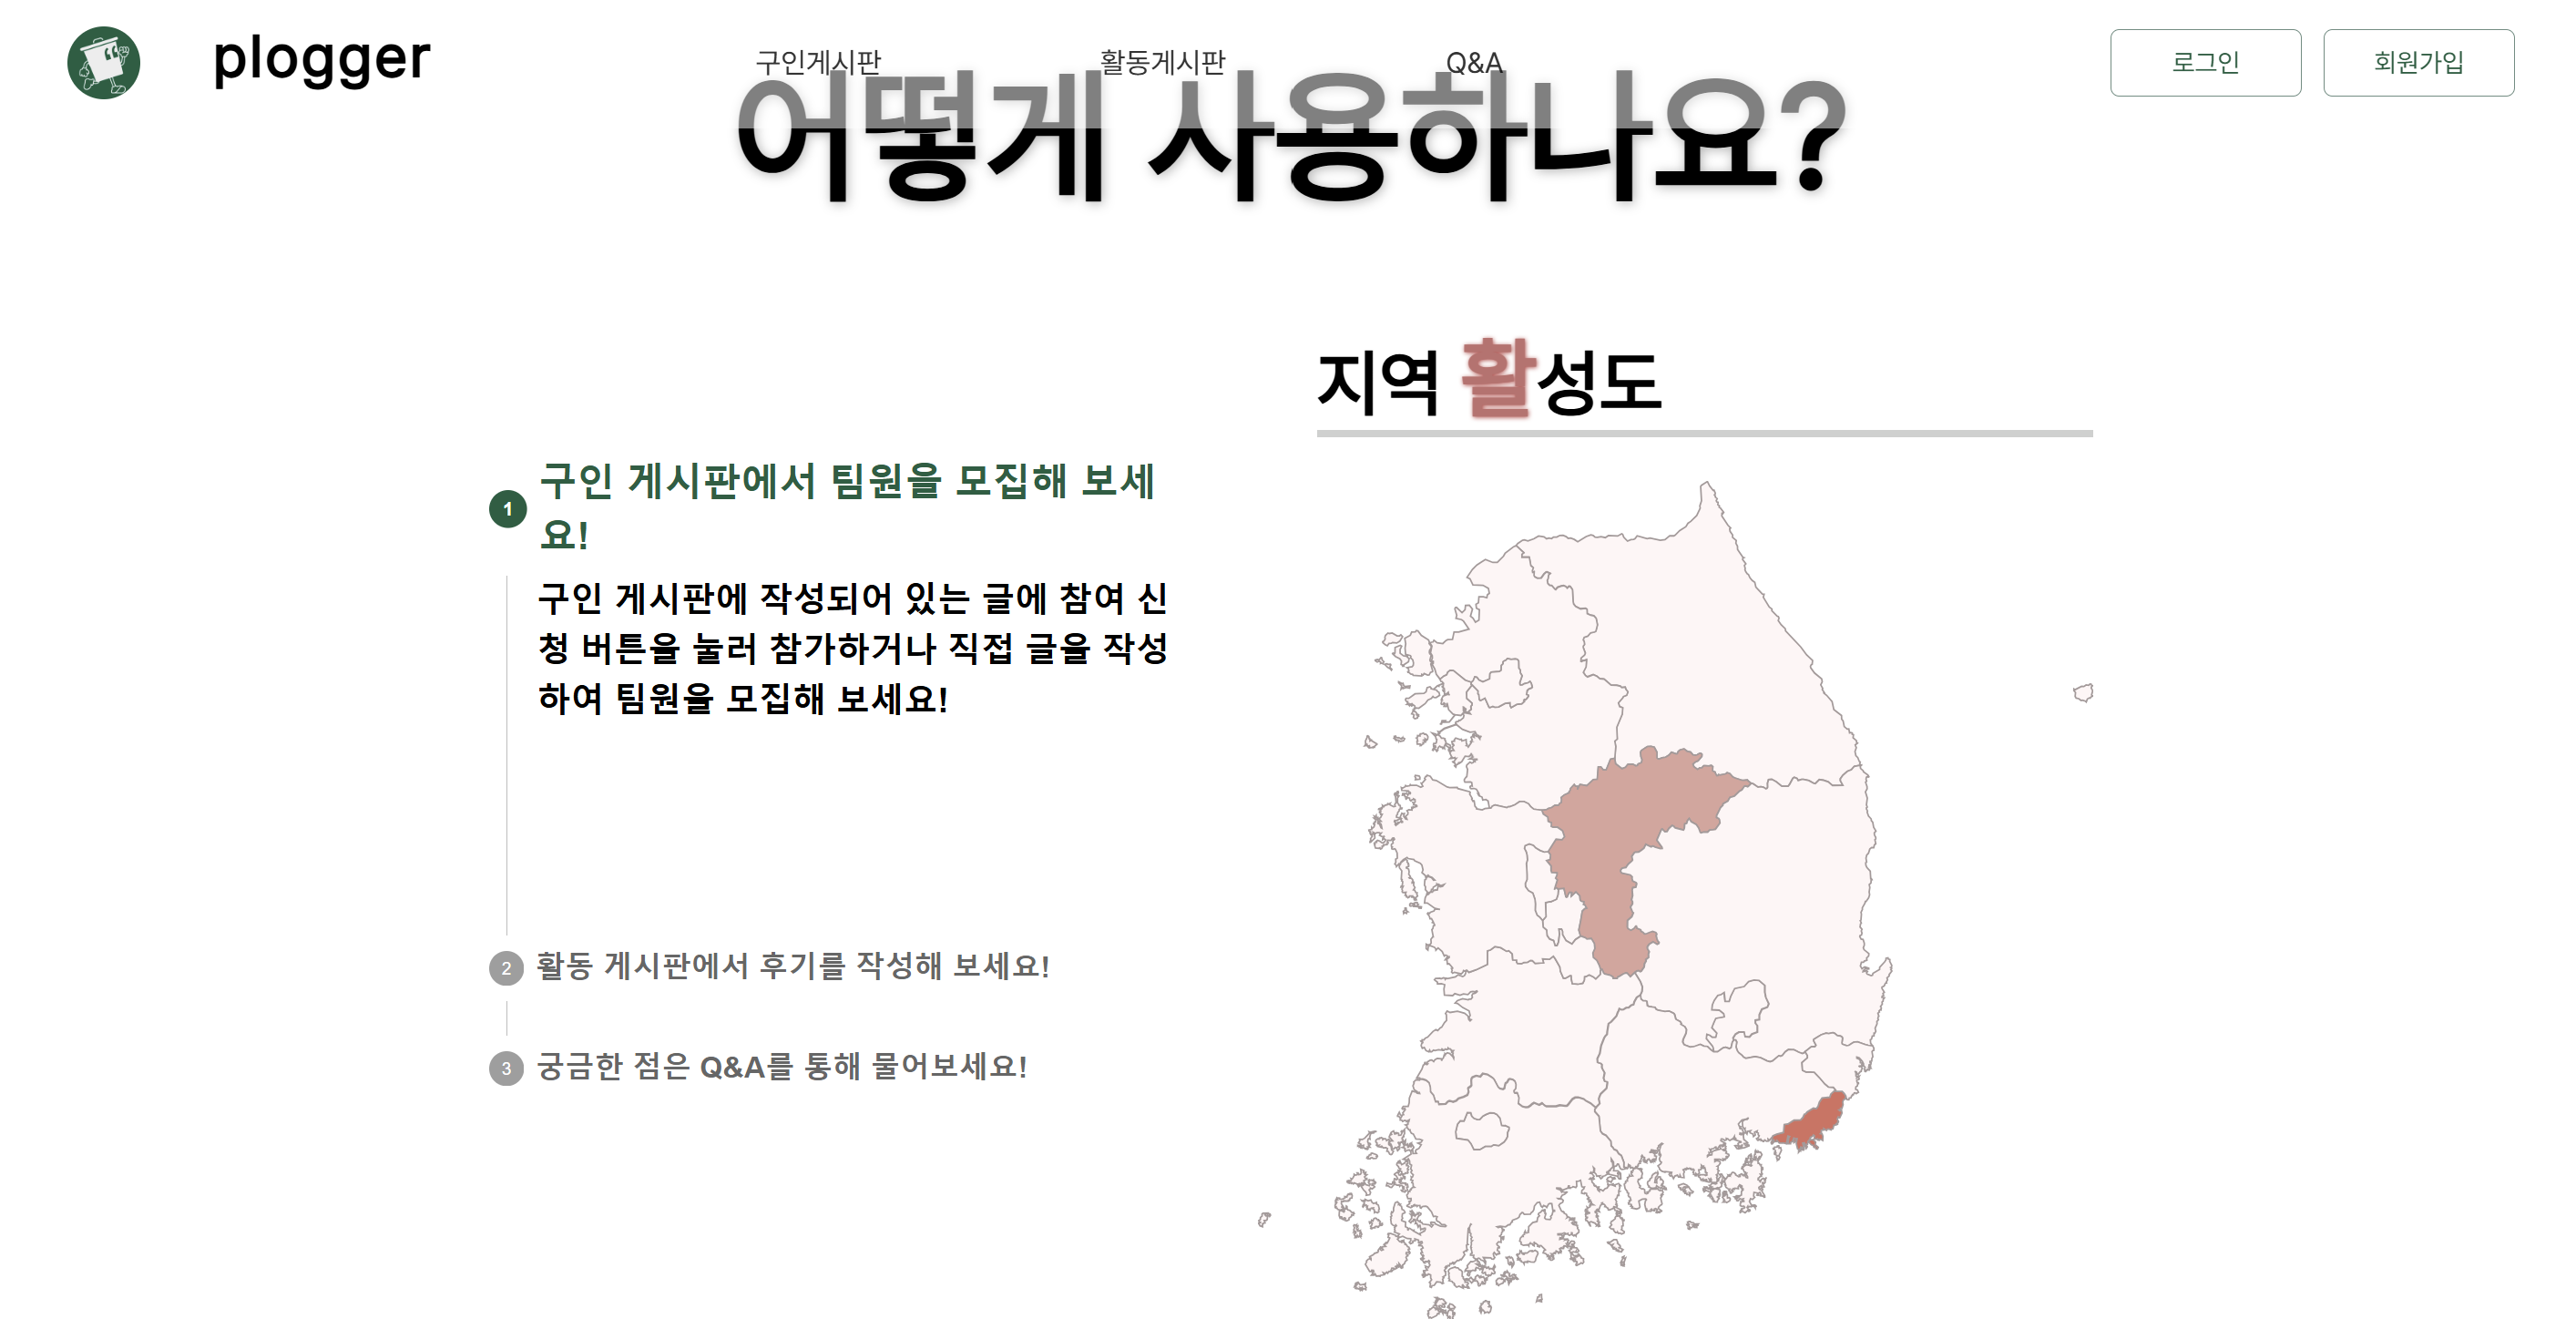 plogger
구인게시판
활동게시판
Q&A
로그인
회원가입
어떻게 사용하나요?
지역 활성도
1
구인 게시판에서 팀원을 모집해 보세
요!
구인 게시판에 작성되어 있는 글에 참여 신
청 버튼을 눌러 참가하거나 직접 글을 작성
하여 팀원을 모집해 보세요!
2
활동 게시판에서 후기를 작성해 보세요!
3
궁금한 점은 Q&A를 통해 물어보세요!